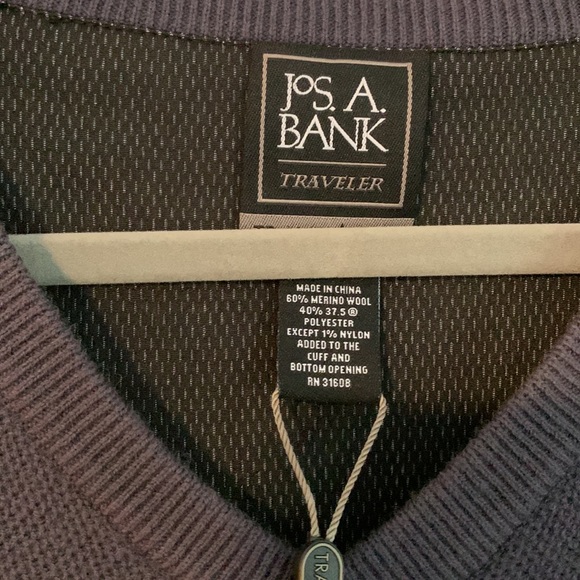 JoS. A.
BANK
TRAVELER
MADE IN CHINA
60% MERINO WOOL
40% 37.5®
POLYESTER
EXCEPT 1% NYLON
ADDED TO THE
CUFF AND
BOTTOM OPENING
RN 31608
TRA